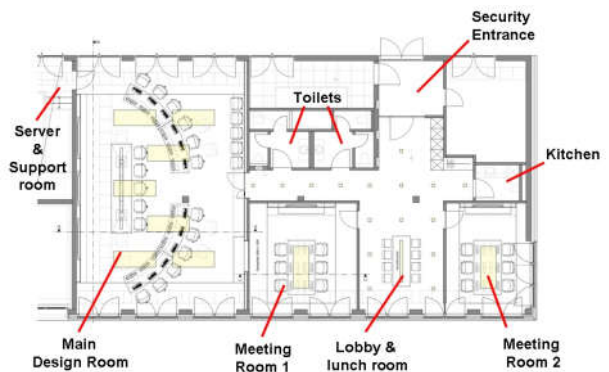 Security
Entrance
Toilets
Server
&
Support
room
Kitchen
Main
Design Room
Meeting
Room 1
Lobby &
lunch room
Meeting
Room 2